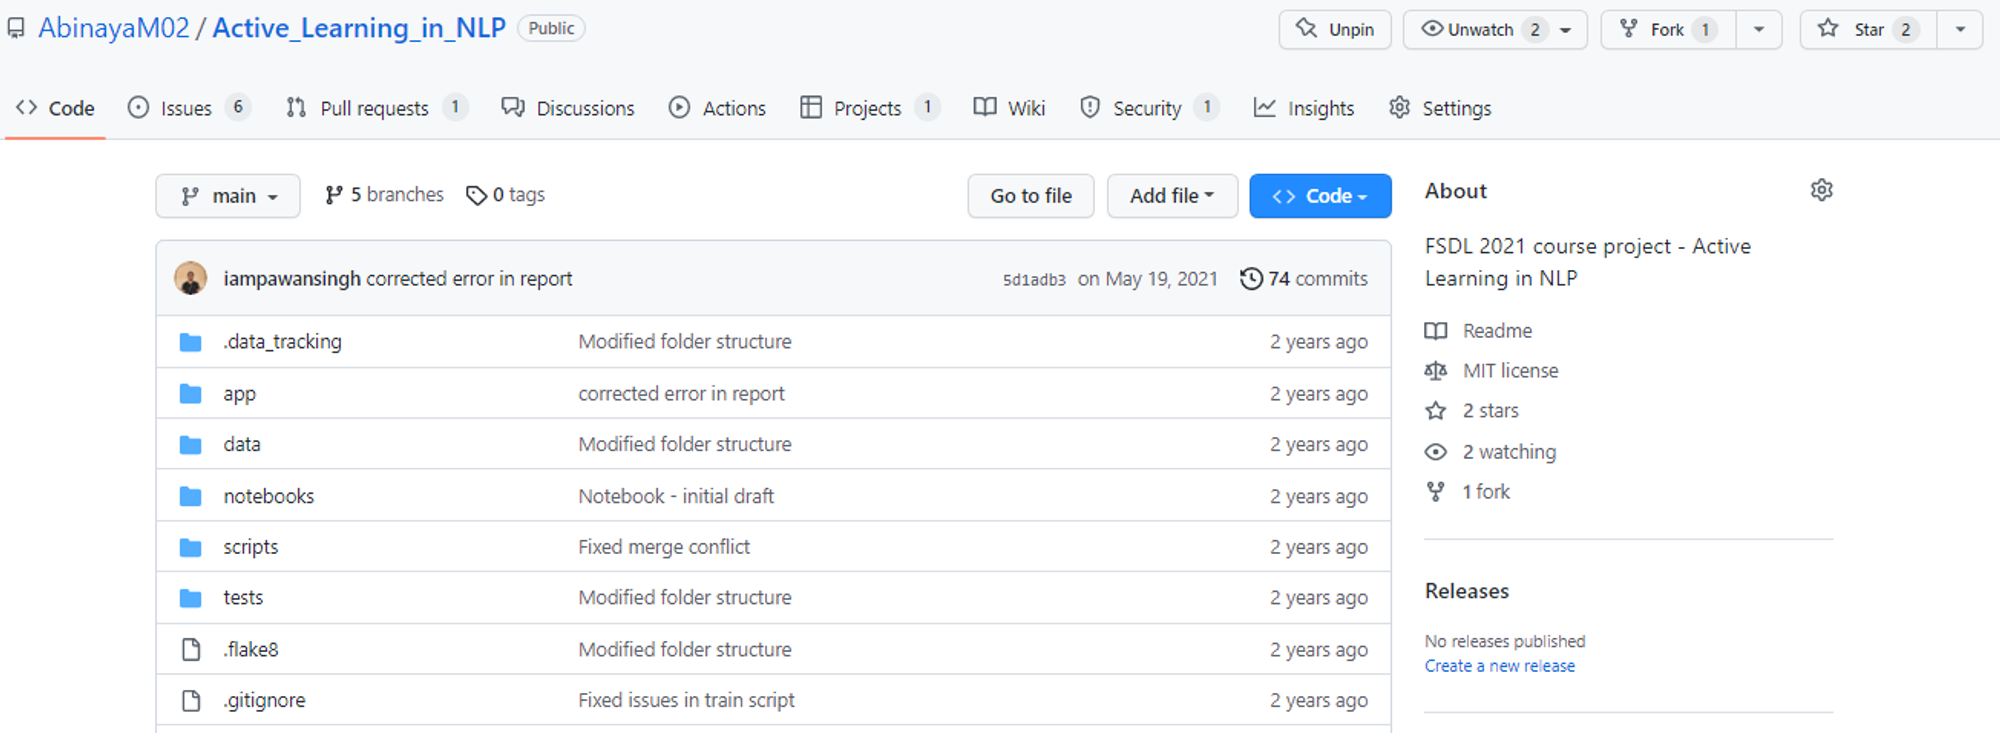 AbinayaM02 / Active_Learning_in_NLP Public Unpin Unwatch 2 Fork 1 Star 2
Code Issues 6 Pull requests 1 Discussions Actions Projects 1 Wiki Security 1 Insights Settings
main 5 branches 0 tags Go to file Add file Code
iampawansingh corrected error in report 5d1adb3 on May 19, 2021 74 commits
.data_tracking Modified folder structure 2 years ago
app corrected error in report 2 years ago
data Modified folder structure 2 years ago
notebooks Notebook - initial draft 2 years ago
scripts Fixed merge conflict 2 years ago
tests Modified folder structure 2 years ago
.flake8 Modified folder structure 2 years ago
.gitignore Fixed issues in train script 2 years ago
About
FSDL 2021 course project - Active
Learning in NLP
Readme
MIT license
2 stars
2 watching
1 fork
Releases
No releases published
Create a new release